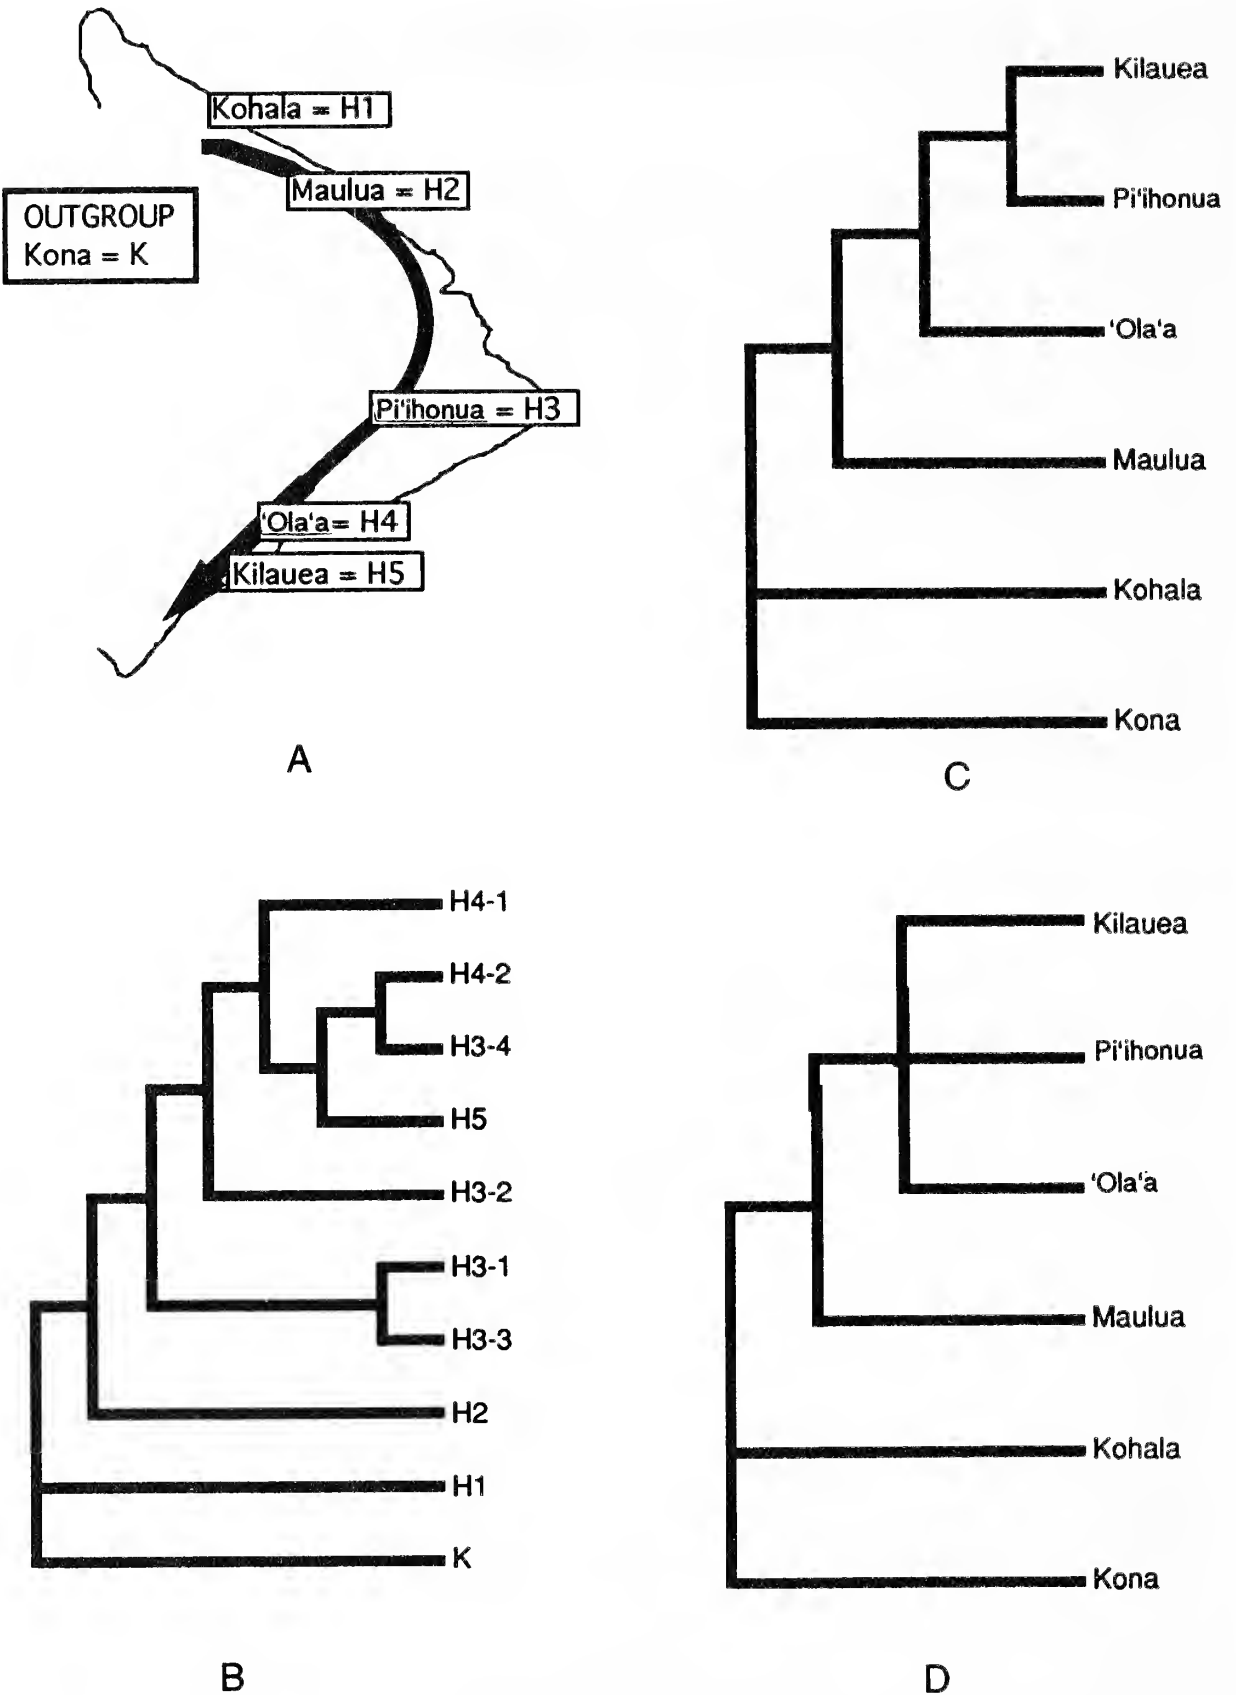 Kohala = H1
Maulua = H2
OUTGROUP
Kona = K
Pi'ihonua = H3
'Ola'a= H4
Kilauea = H5
A
Kilauea
Pi'ihonua
'Ola'a
Maulua
Kohala
Kona
C
H4-1
H4-2
H3-4
H5
H3-2
H3-1
H3-3
H2
H1
K
B
Kilauea
Pi'ihonua
'Ola'a
Maulua
Kohala
Kona
D